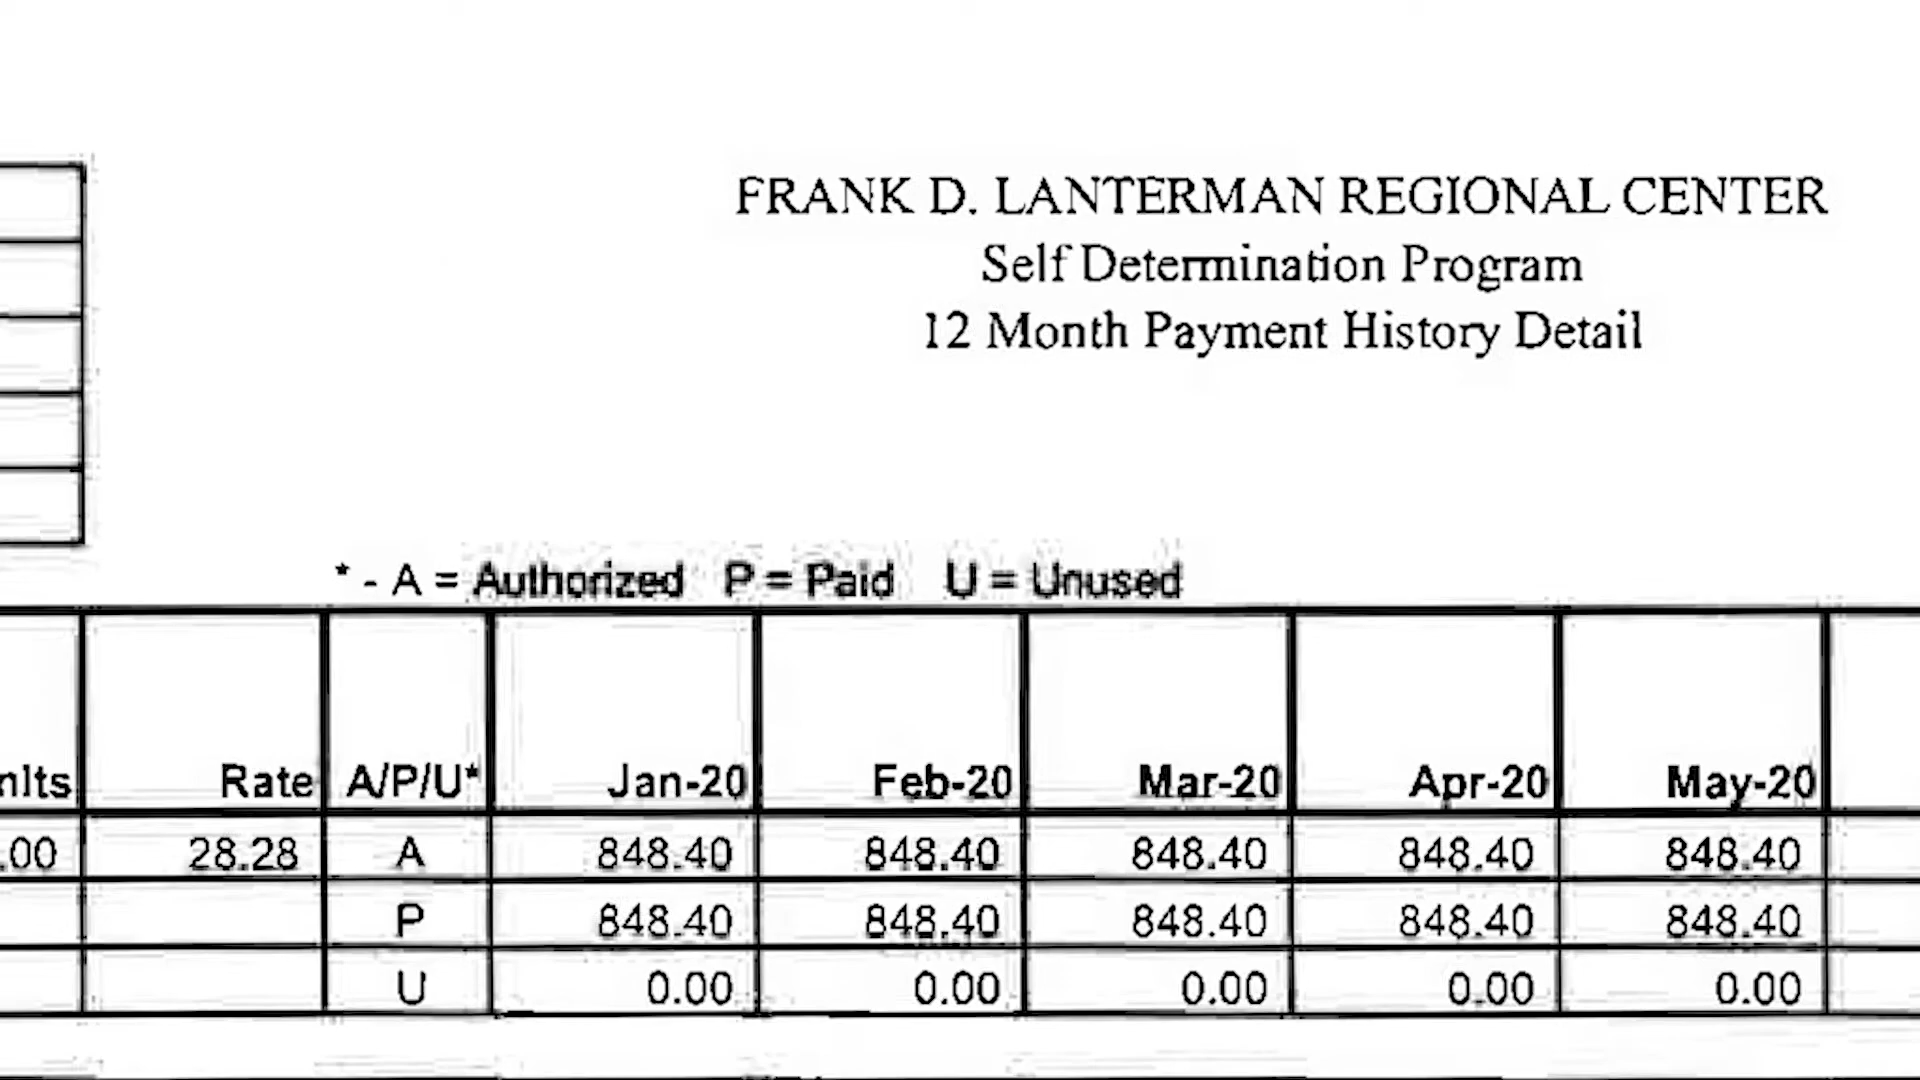 FRANK D. LANTERMAN REGIONAL CENTER
Self Determination Program
12 Month Payment History Detail
* - A = Authorized P = Paid U = Unused
Rate A/P/U* Jan-20 Feb-20 Mar-20 Apr-20 May-20
.00 28.28 A 848.40 848.40 848.40 848.40 848.40
P 848.40 848.40 848.40 848.40 848.40
U 0.00 0.00 0.00 0.00 0.00